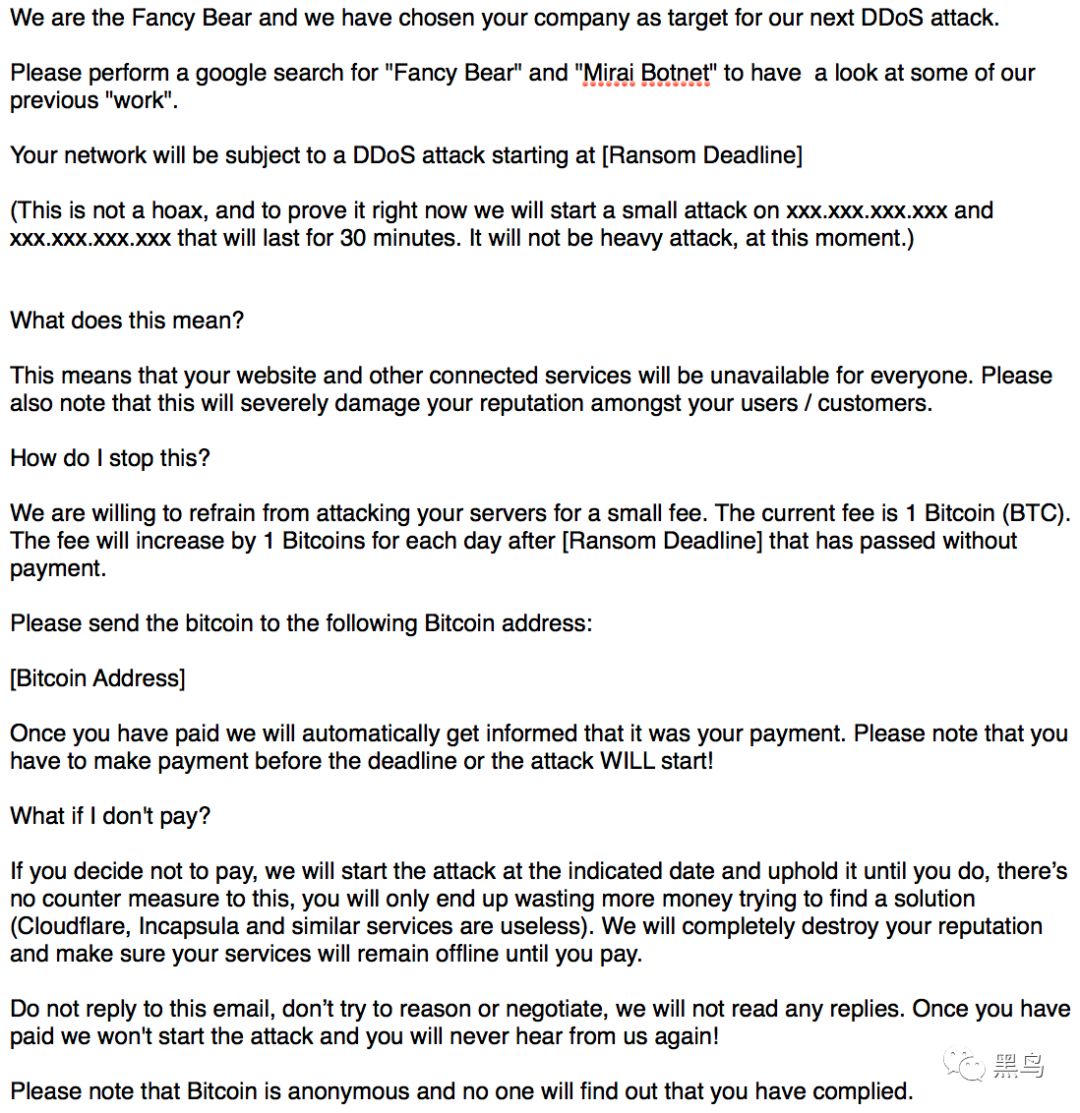 We are the Fancy Bear and we have chosen your company as target for our next DDoS attack.
Please perform a google search for "Fancy Bear" and "Mirai Botnet" to have  a look at some of our
previous "work".
Your network will be subject to a DDoS attack starting at [Ransom Deadline]
(This is not a hoax, and to prove it right now we will start a small attack on xxx.xxx.xxx.xxx and
xxx.xxx.xxx.xxx that will last for 30 minutes. It will not be heavy attack, at this moment.)
What does this mean?
This means that your website and other connected services will be unavailable for everyone. Please
also note that this will severely damage your reputation amongst your users / customers.
How do I stop this?
We are willing to refrain from attacking your servers for a small fee. The current fee is 1 Bitcoin (BTC).
The fee will increase by 1 Bitcoins for each day after [Ransom Deadline] that has passed without
payment.
Please send the bitcoin to the following Bitcoin address:
[Bitcoin Address]
Once you have paid we will automatically get informed that it was your payment. Please note that you
have to make payment before the deadline or the attack WILL start!
What if I don't pay?
If you decide not to pay, we will start the attack at the indicated date and uphold it until you do, there’s
no counter measure to this, you will only end up wasting more money trying to find a solution
(Cloudflare, Incapsula and similar services are useless). We will completely destroy your reputation
and make sure your services will remain offline until you pay.
Do not reply to this email, don’t try to reason or negotiate, we will not read any replies. Once you have
paid we won't start the attack and you will never hear from us again!
黑鸟
Please note that Bitcoin is anonymous and no one will find out that you have complied.